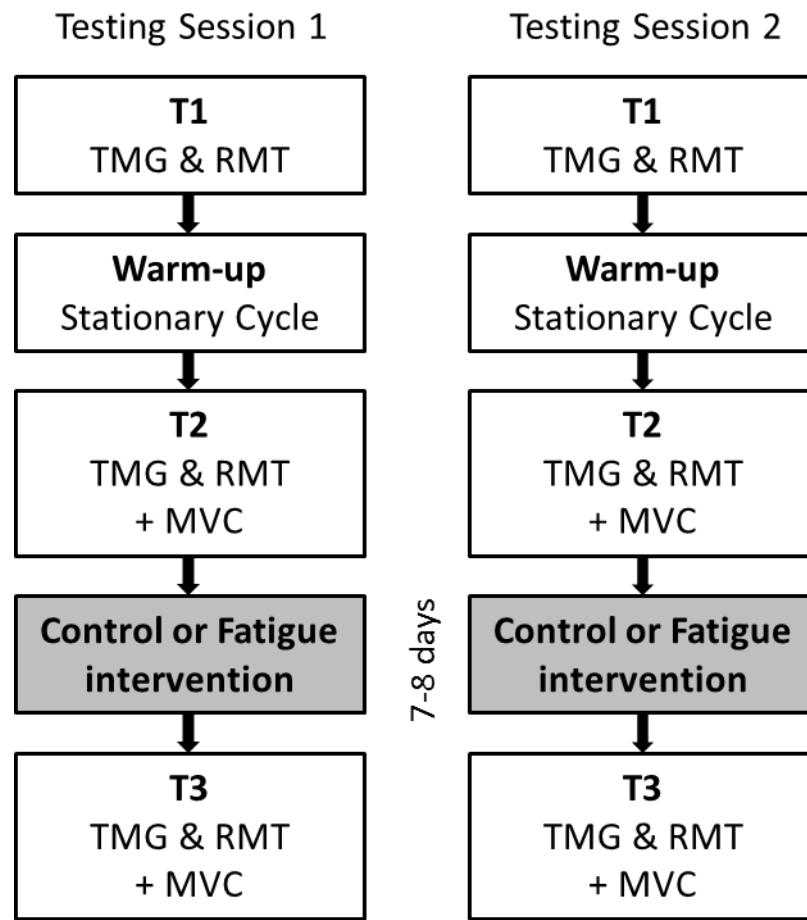 Testing Session 1
T1
TMG & RMT
Warm-up
Stationary Cycle
T2
TMG & RMT
+ MVC
Control or Fatigue
intervention
T3
TMG & RMT
+ MVC
7-8 days
Testing Session 2
T1
TMG & RMT
Warm-up
Stationary Cycle
T2
TMG & RMT
+ MVC
Control or Fatigue
intervention
T3
TMG & RMT
+ MVC